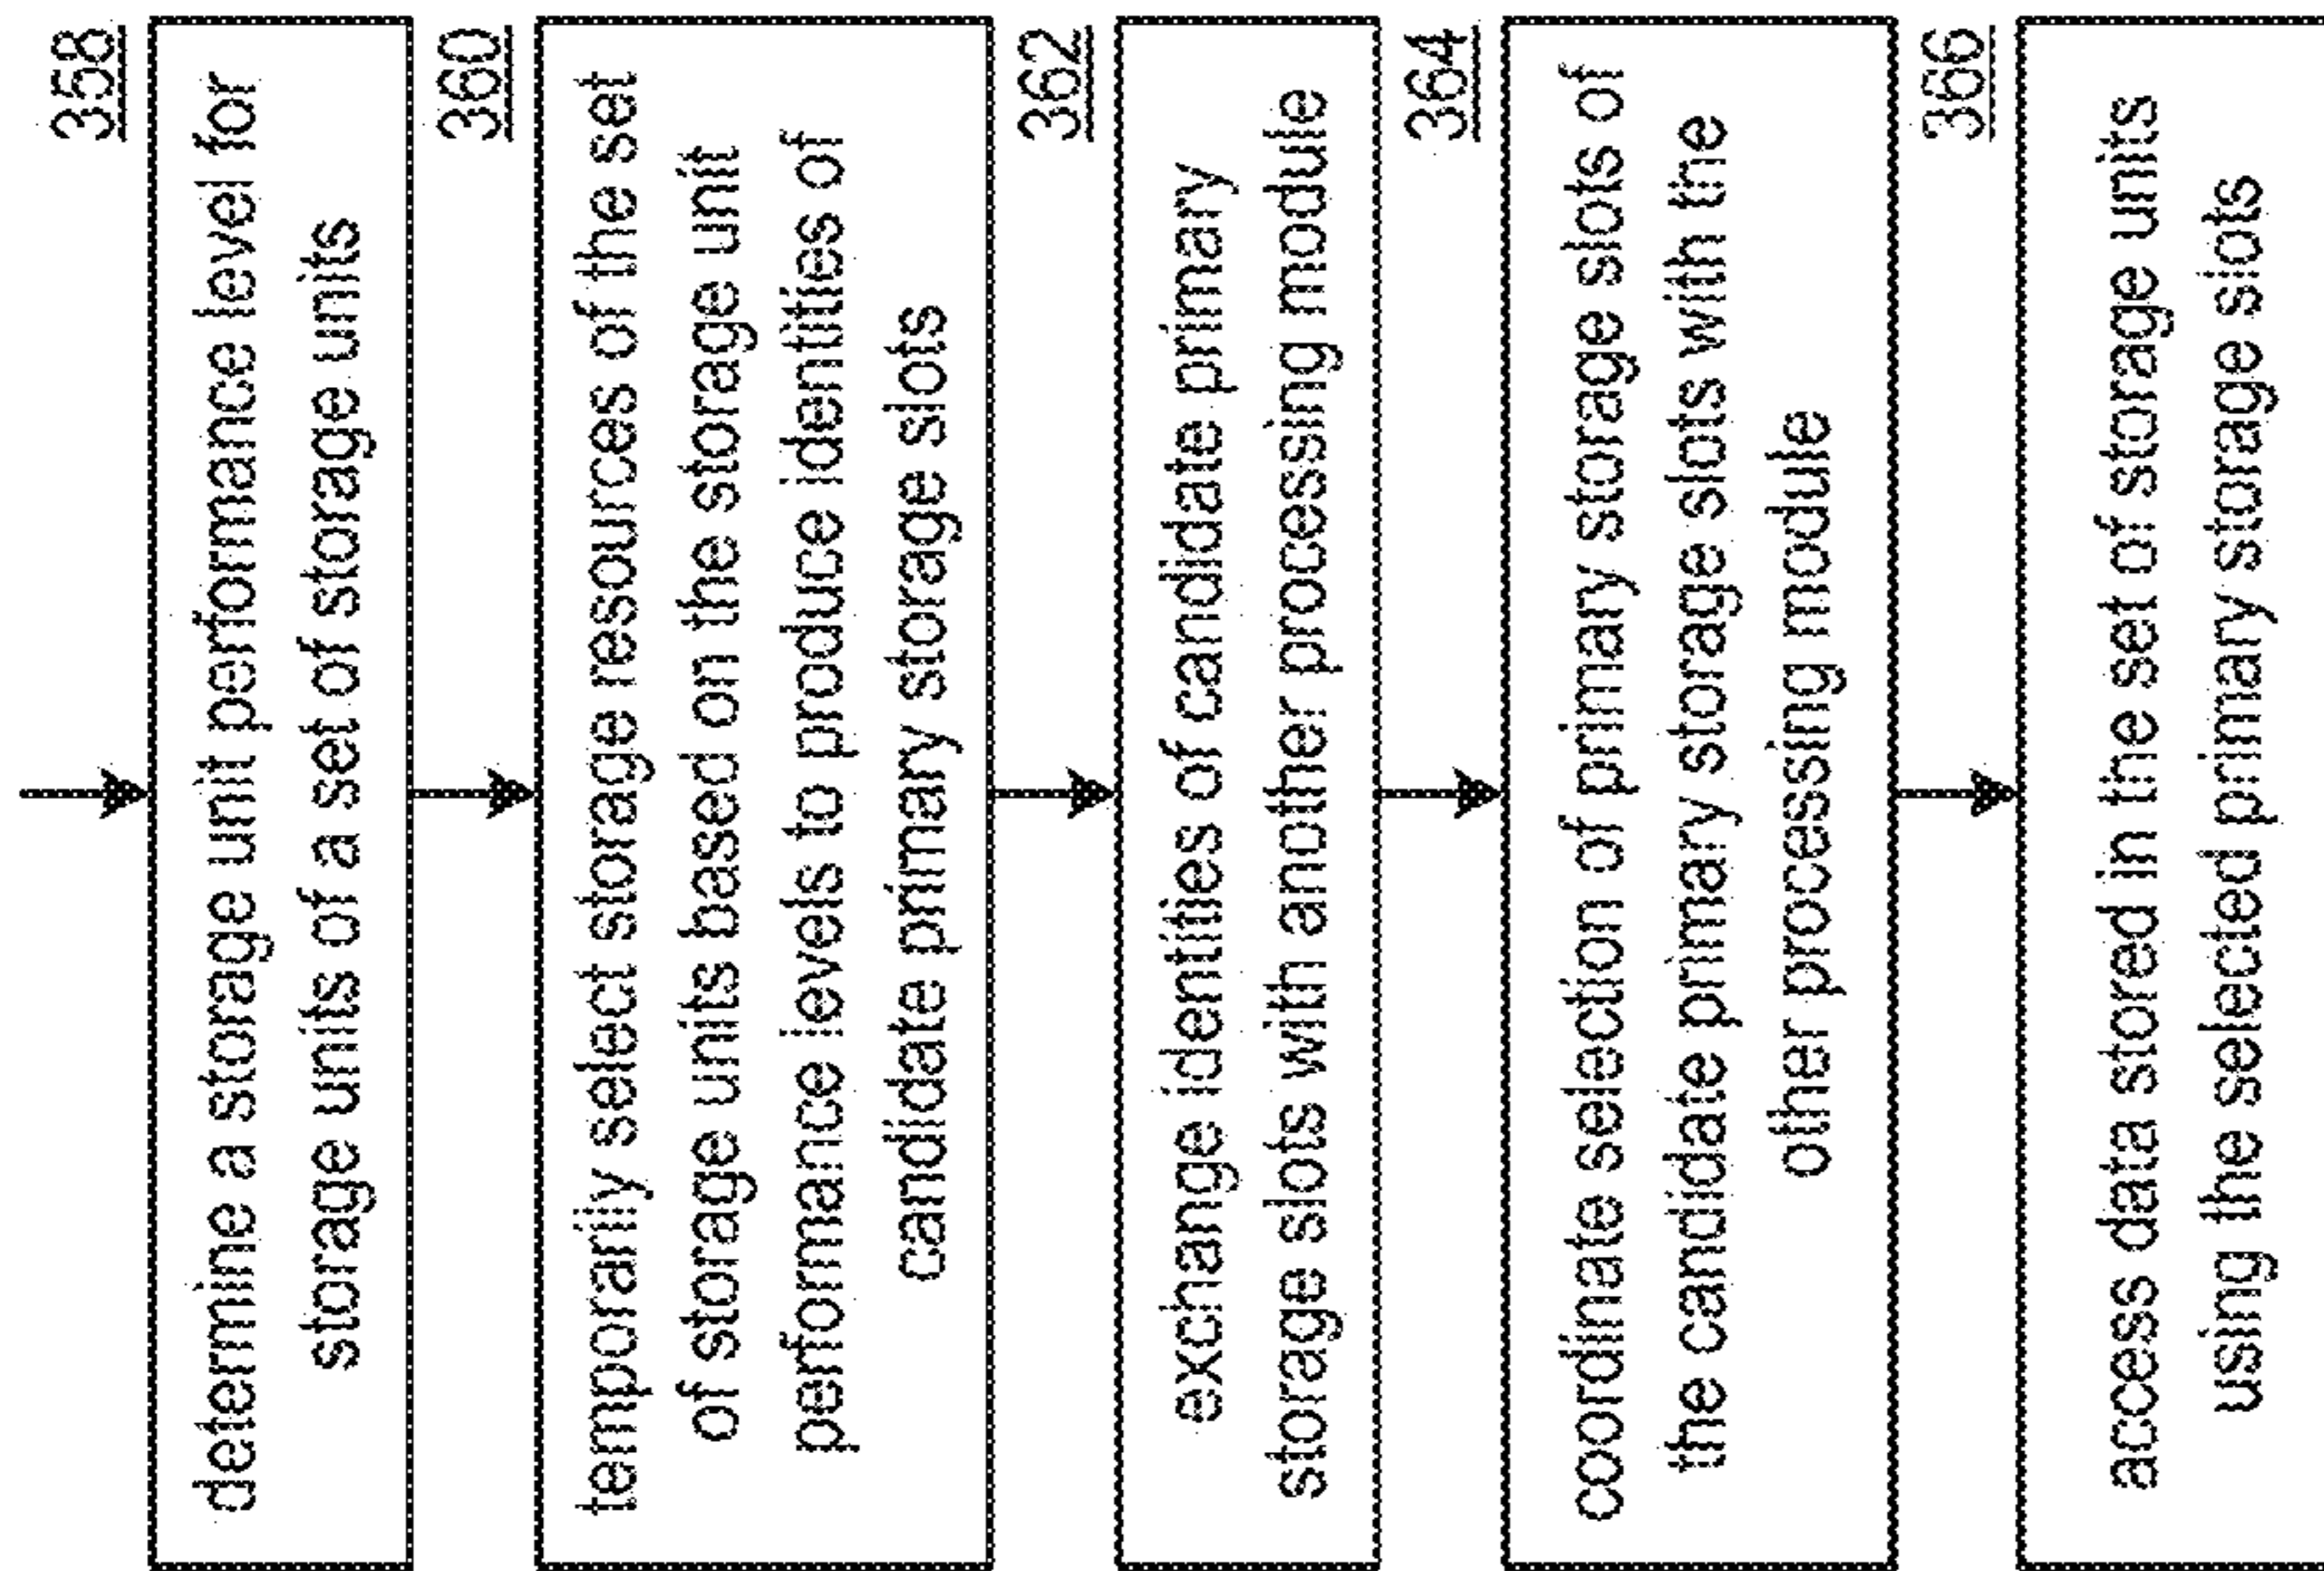 358
determine a storage unit performance level for
storage units of a set of storage units
360
temporarily select storage resources of the set
of storage units based on the storage unit
performance levels to produce identities of
candidate primary storage slots
362
exchange identities of candidate primary
storage slots with another processing module
364
coordinate selection of primary storage slots of
the candidate primary storage slots with the
other processing module
366
access data stored in the set of storage units
using the selected primary storage slots